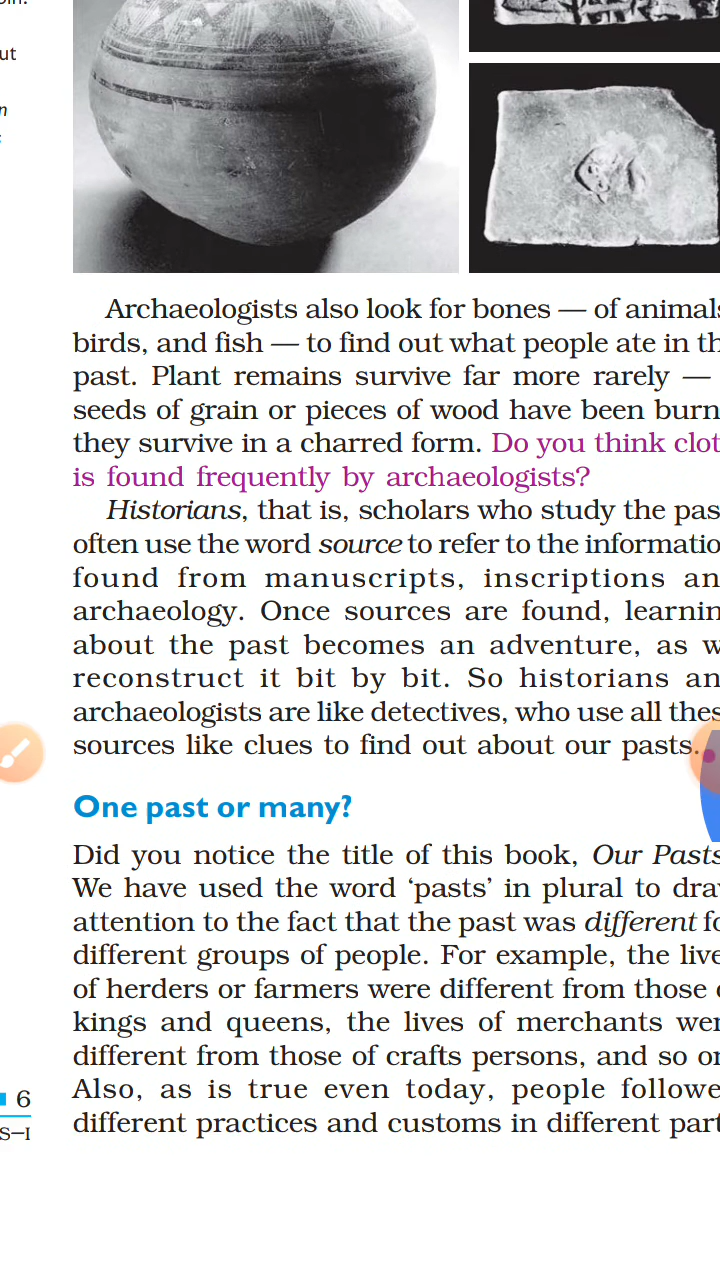 ut
n
Archaeologists also look for bones — of animals
birds, and fish — to find out what people ate in th
past. Plant remains survive far more rarely —
seeds of grain or pieces of wood have been burn
they survive in a charred form. Do you think clot
is found frequently by archaeologists?
Historians, that is, scholars who study the pas
often use the word source to refer to the informatio
found from manuscripts, inscriptions an
archaeology. Once sources are found, learnin
about the past becomes an adventure, as w
reconstruct it bit by bit. So historians an
archaeologists are like detectives, who use all thes
sources like clues to find out about our pasts.
One past or many?
Did you notice the title of this book, Our Pasts
We have used the word ‘pasts’ in plural to draw
attention to the fact that the past was different fo
different groups of people. For example, the live
of herders or farmers were different from those o
kings and queens, the lives of merchants wer
different from those of crafts persons, and so on
Also, as is true even today, people followe
different practices and customs in different part
6
S–I